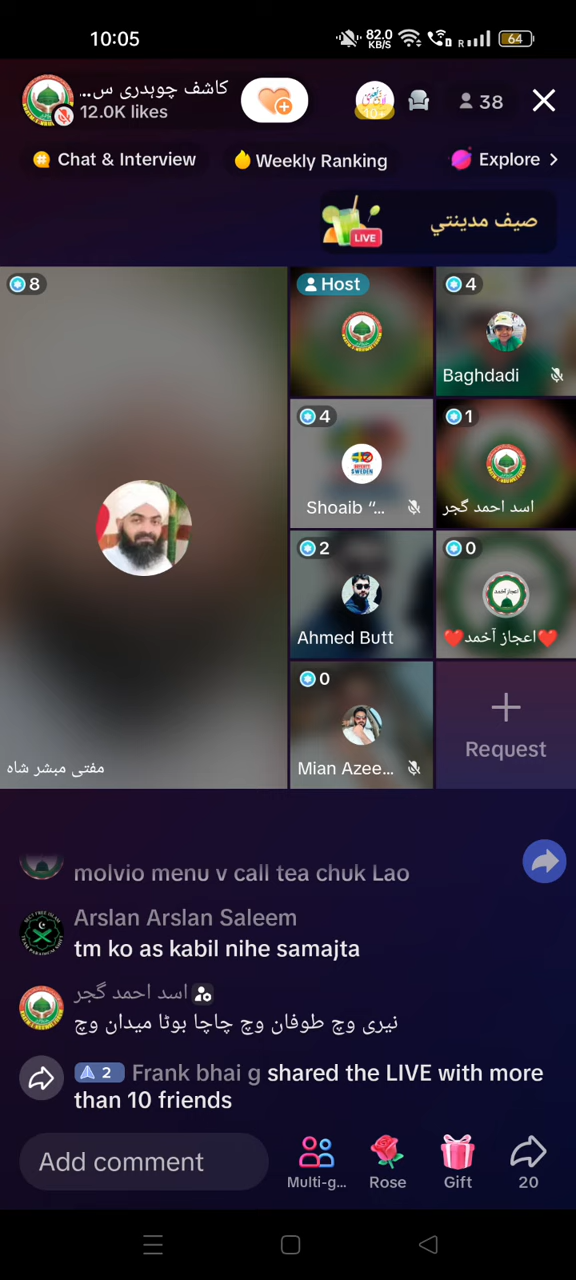 10:05
82.0
KB/S
R
64
کاشف چوہدری س...
12.0K likes
10+
38
Chat & Interview
Weekly Ranking
Explore
صيف مدينتي
LIVE
8
Host
4
Baghdadi
4
SWEDEN
Shoaib “...
1
اسد احمد گجر
2
Ahmed Butt
0
❤️اعجاز آخمد❤️
0
Mian Azee...
Request
مفتی مبشر شاہ
molvio menu v call tea chuk Lao
Arslan Arslan Saleem
tm ko as kabil nihe samajta
اسد احمد گجر
نیری وچ طوفان وچ چاچا بوٹا میدان وچ
2 Frank bhai g shared the LIVE with more
than 10 friends
Add comment
Multi-g...
Rose
Gift
20